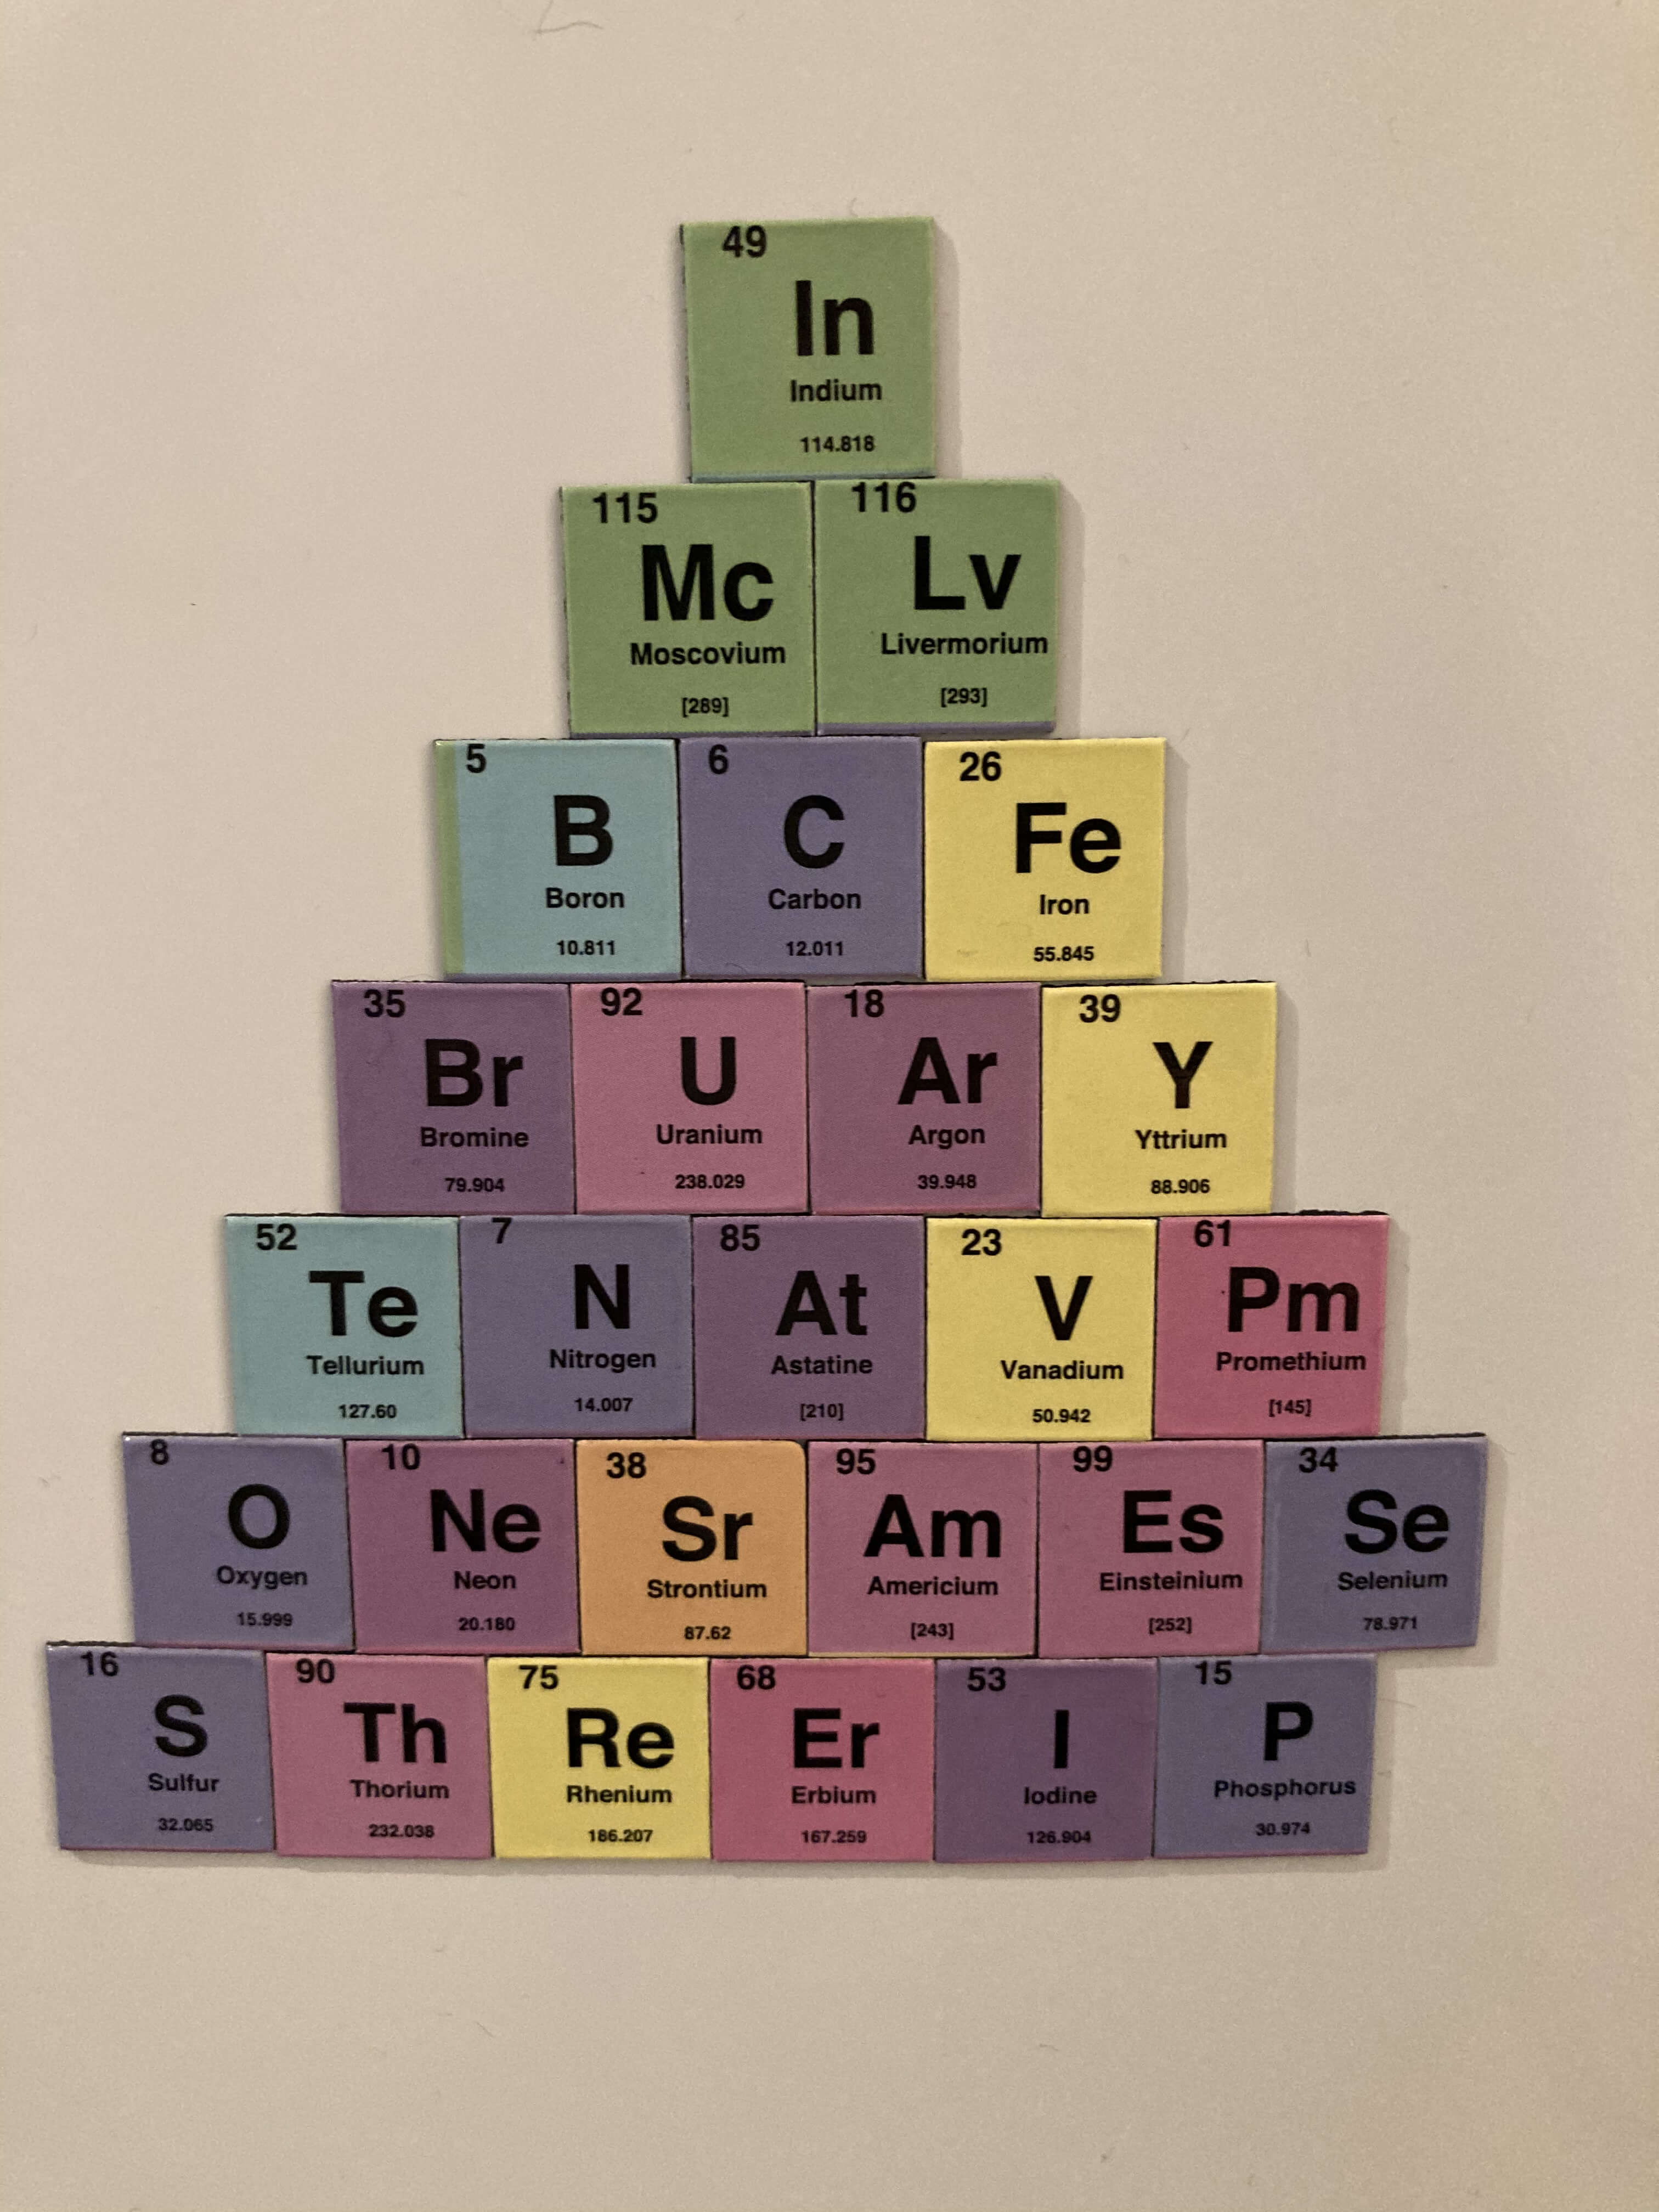 49
In
Indium
114.818
115
Mc
Moscovium
[289]
116
Lv
Livermorium
[293]
5
B
Boron
10.811
6
C
Carbon
12.011
26
Fe
Iron
55.845
35
Br
Bromine
79.904
92
U
Uranium
238.029
18
Ar
Argon
39.948
39
Y
Yttrium
88.906
52
Te
Tellurium
127.60
7
N
Nitrogen
14.007
85
At
Astatine
[210]
23
V
Vanadium
50.942
61
Pm
Promethium
[145]
8
O
Oxygen
15.999
10
Ne
Neon
20.180
38
Sr
Strontium
87.62
95
Am
Americium
[243]
99
Es
Einsteinium
[252]
34
Se
Selenium
78.971
16
S
Sulfur
32.065
90
Th
Thorium
232.038
75
Re
Rhenium
186.207
68
Er
Erbium
167.259
53
I
Iodine
126.904
15
P
Phosphorus
30.974